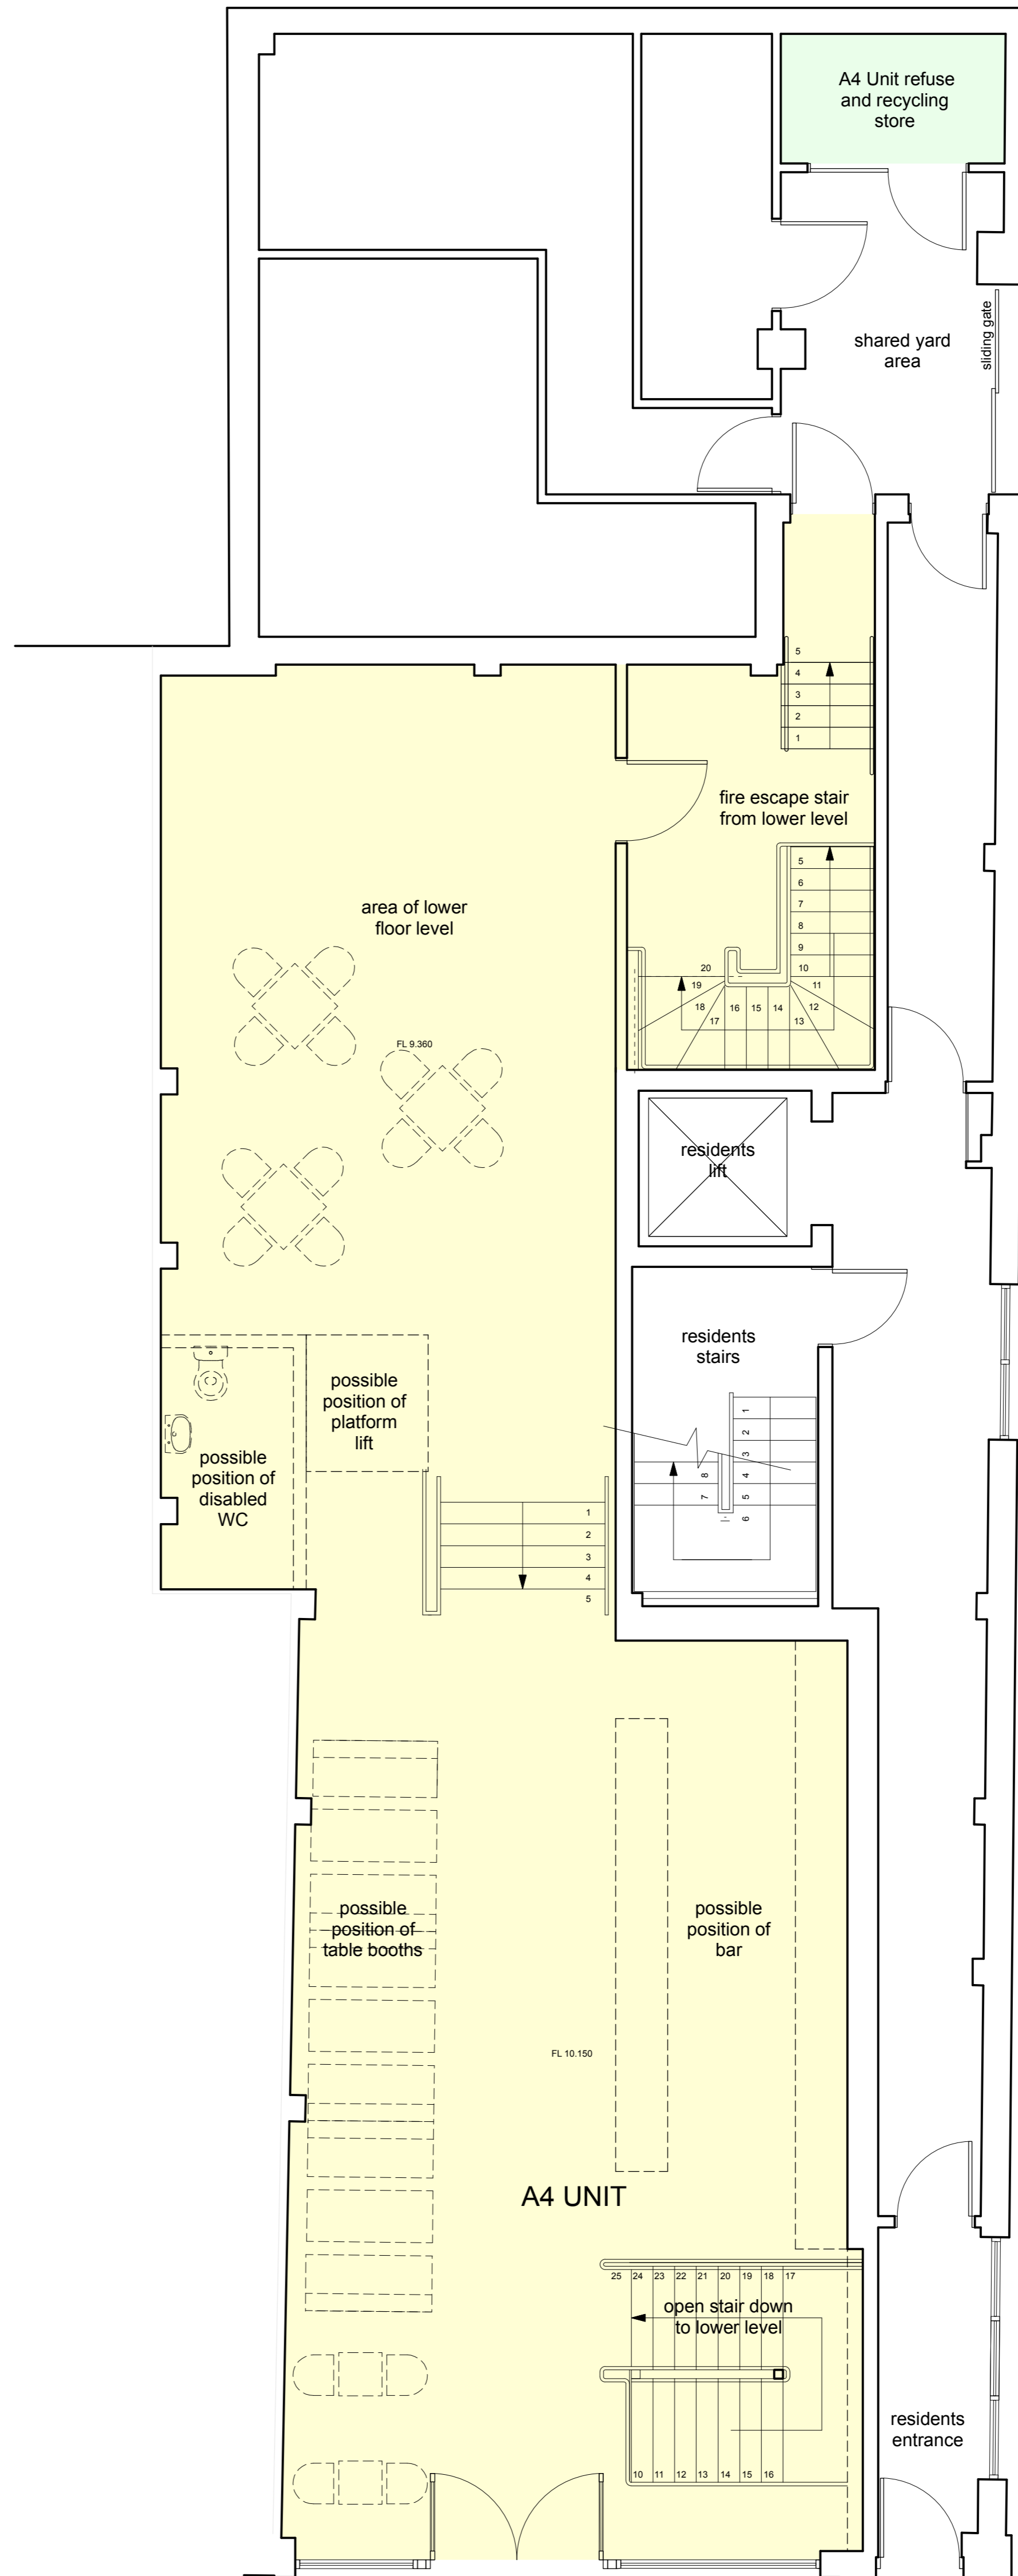 A4 Unit refuse
and recycling
store
shared yard
area
sliding gate
5
4
3
2
1
fire escape stair
from lower level
5
6
7
8
9
10
11
12
13
14
15
16
17
18
19
20
area of lower
floor level
FL 9.360
residents
lift
residents
stairs
1
2
3
4
5
6
7
8
possible
position of
platform
lift
possible
position of
disabled
WC
1
2
3
4
5
possible
position of
table booths
possible
position of
bar
FL 10.150
A4 UNIT
25 24 23 22 21 20 19 18 17
open stair down
to lower level
10 11 12 13 14 15 16
residents
entrance